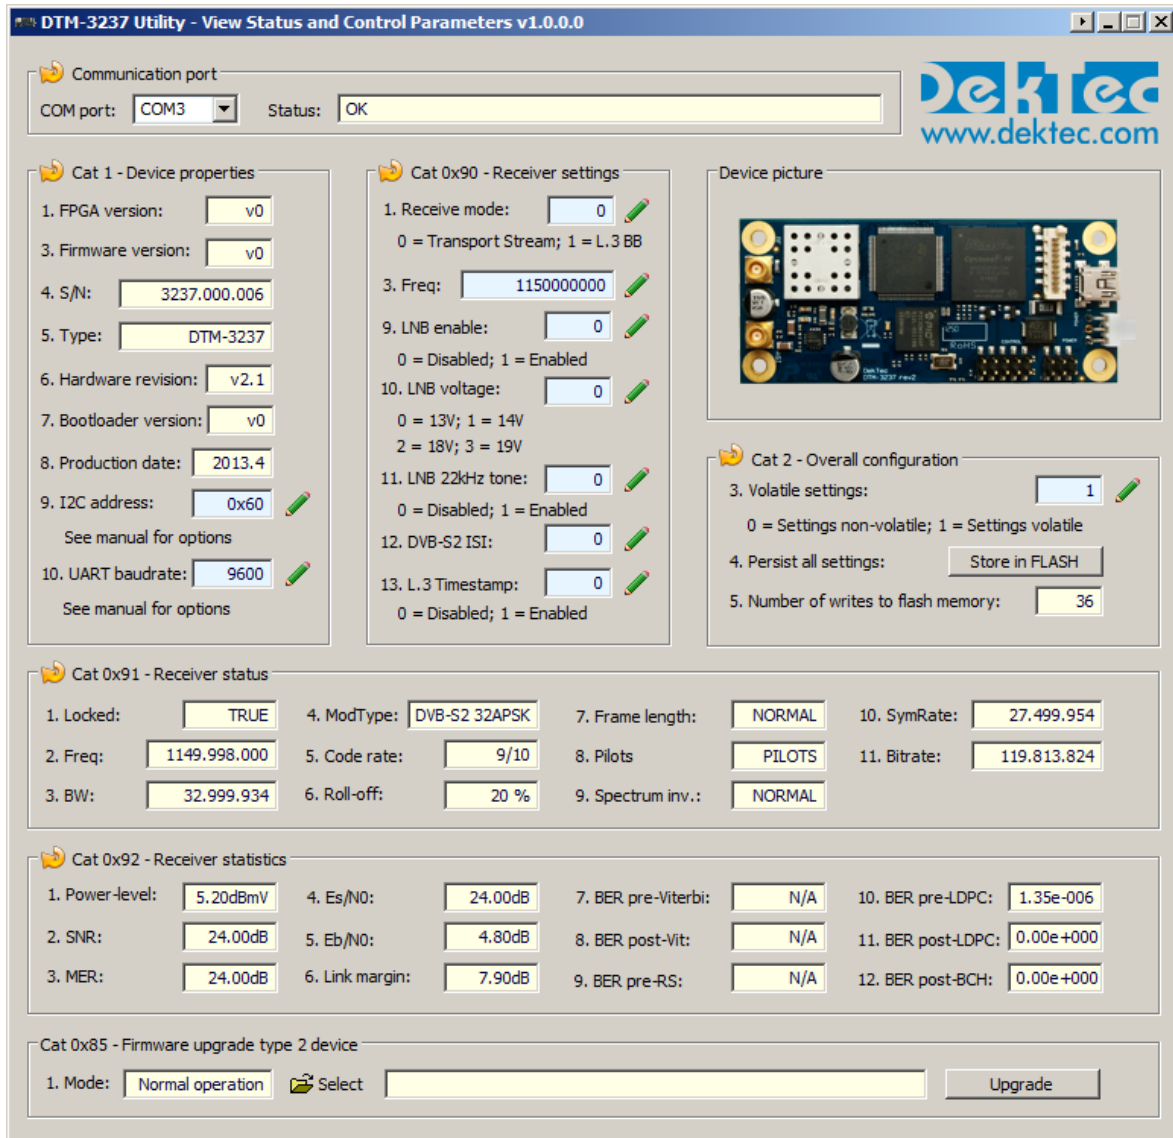 DTM-3237 Utility - View Status and Control Parameters v1.0.0.0
Communication port
COM port: COM3 Status: OK
DekTec
www.dektec.com
Cat 1 - Device properties
1. FPGA version: v0
3. Firmware version: v0
4. S/N: 3237.000.006
5. Type: DTM-3237
6. Hardware revision: v2.1
7. Bootloader version: v0
8. Production date: 2013.4
9. I2C address: 0x60
See manual for options
10. UART baudrate: 9600
See manual for options
Cat 0x90 - Receiver settings
1. Receive mode: 0
0 = Transport Stream; 1 = L.3 BB
3. Freq: 1150000000
9. LNB enable: 0
0 = Disabled; 1 = Enabled
10. LNB voltage: 0
0 = 13V; 1 = 14V
2 = 18V; 3 = 19V
11. LNB 22kHz tone: 0
0 = Disabled; 1 = Enabled
12. DVB-S2 ISI: 0
13. L.3 Timestamp: 0
0 = Disabled; 1 = Enabled
Device picture
RoHS
CONTROL
POWER
DekTec
DTM-3237 rev2
Cat 2 - Overall configuration
3. Volatile settings: 1
0 = Settings non-volatile; 1 = Settings volatile
4. Persist all settings: Store in FLASH
5. Number of writes to flash memory: 36
Cat 0x91 - Receiver status
1. Locked: TRUE 4. ModType: DVB-S2 32APSK 7. Frame length: NORMAL 10. SymRate: 27.499.954
2. Freq: 1149.998.000 5. Code rate: 9/10 8. Pilots PILOTS 11. Bitrate: 119.813.824
3. BW: 32.999.934 6. Roll-off: 20 % 9. Spectrum inv.: NORMAL
Cat 0x92 - Receiver statistics
1. Power-level: 5.20dBmV 4. Es/N0: 24.00dB 7. BER pre-Viterbi: N/A 10. BER pre-LDPC: 1.35e-006
2. SNR: 24.00dB 5. Eb/N0: 4.80dB 8. BER post-Vit: N/A 11. BER post-LDPC: 0.00e+000
3. MER: 24.00dB 6. Link margin: 7.90dB 9. BER pre-RS: N/A 12. BER post-BCH: 0.00e+000
Cat 0x85 - Firmware upgrade type 2 device
1. Mode: Normal operation Select Upgrade